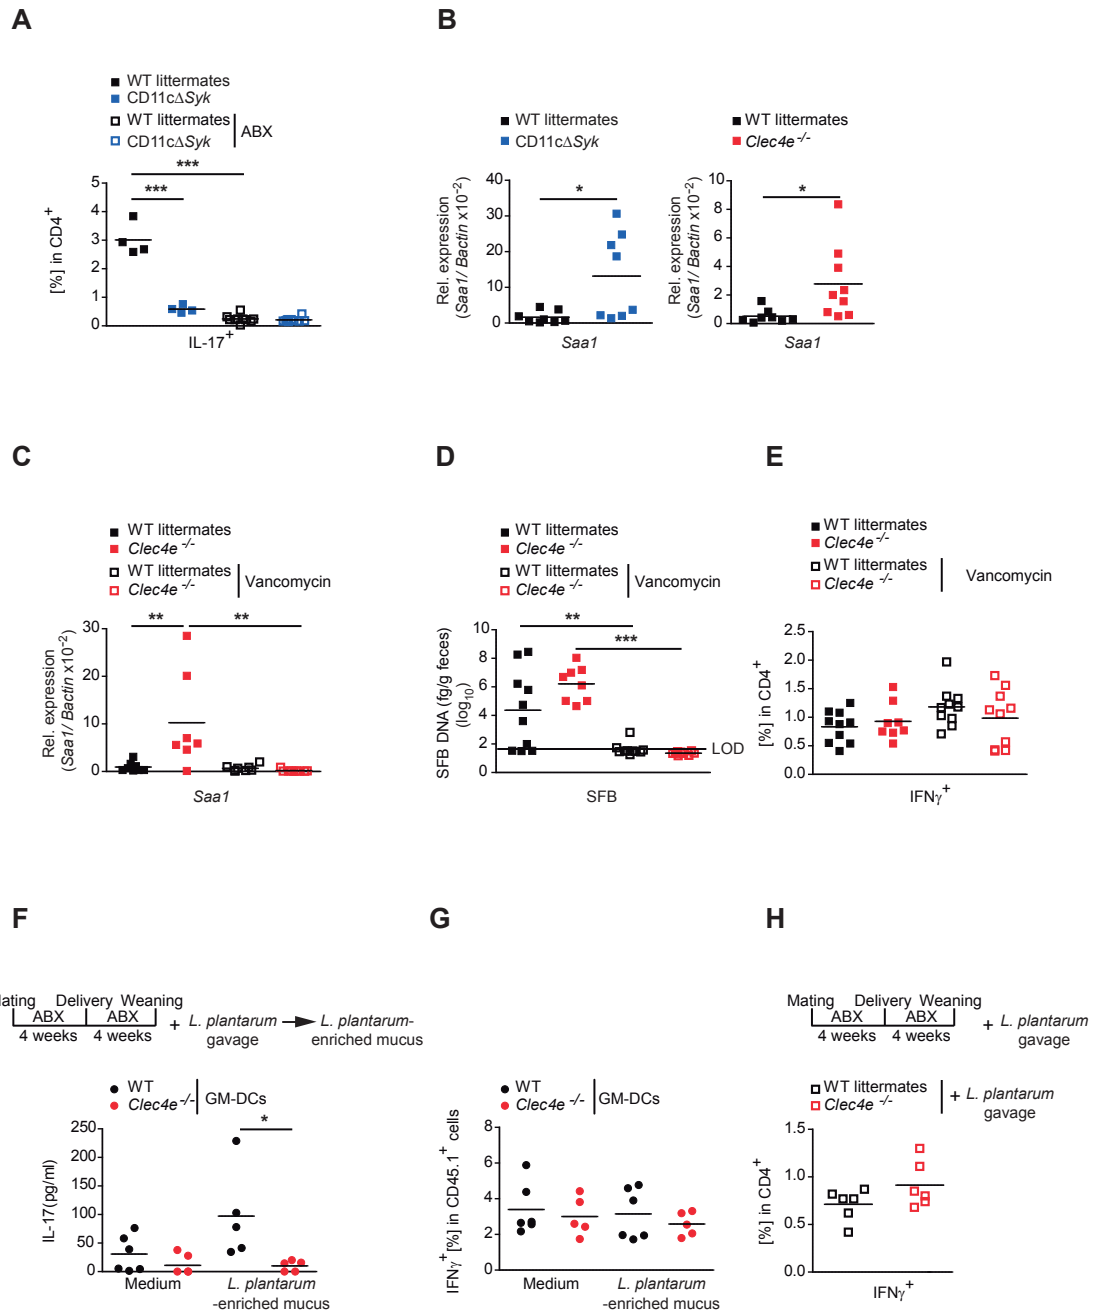 A
WT littermates
CD11cΔSyk
WT littermates
CD11cΔSyk
ABX
***
***
5
4
3
2
1
0
[%] in CD4+
IL-17+
B
WT littermates
CD11cΔSyk
*
40
30
20
10
0
Rel. expression
(Saa1/ Bactin x10-2)
Saa1
WT littermates
Clec4e-/-
*
10
8
6
4
2
0
Rel. expression
(Saa1/ Bactin x10-2)
Saa1
C
WT littermates
Clec4e -/-
WT littermates
Clec4e -/-
Vancomycin
**
**
30
20
10
0
Rel. expression
(Saa1/ Bactin x10-2)
Saa1
D
WT littermates
Clec4e -/-
WT littermates
Clec4e -/-
Vancomycin
**
***
10
8
6
4
2
0
SFB DNA (fg/g feces)
(log10)
LOD
SFB
E
WT littermates
Clec4e -/-
WT littermates
Clec4e -/-
Vancomycin
2.5
2.0
1.5
1.0
0.5
0.0
[%] in CD4+
IFNγ+
F
Mating Delivery Weaning
ABX ABX
4 weeks 4 weeks
+ L. plantarum
gavage
L. plantarum-
enriched mucus
WT
Clec4e -/-
GM-DCs
*
250
200
150
100
50
0
IL-17(pg/ml)
Medium
L. plantarum
-enriched mucus
G
WT
Clec4e -/-
GM-DCs
8
6
4
2
0
IFNγ+ [%] in CD45.1+ cells
Medium
L. plantarum
-enriched mucus
H
Mating Delivery Weaning
ABX ABX
4 weeks 4 weeks
+ L. plantarum
gavage
WT littermates
Clec4e -/-
+ L. plantarum
gavage
1.5
1.0
0.5
0.0
[%] in CD4+
IFNγ+